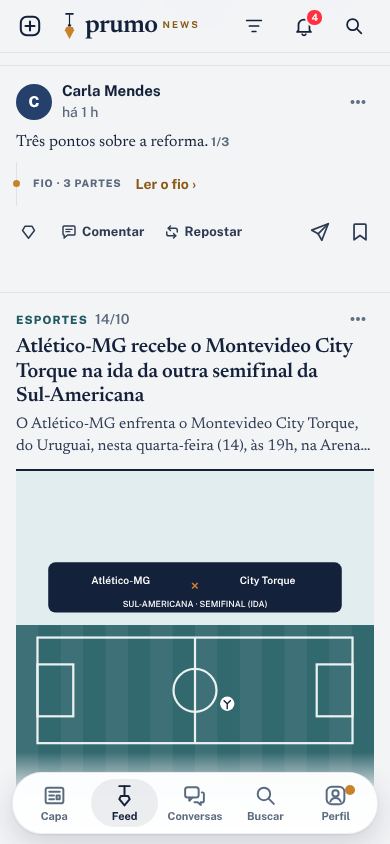 prumo NEWS
4
C
Carla Mendes
há 1 h
Três pontos sobre a reforma. 1/3
FIO · 3 PARTES Ler o fio ›
Comentar Repostar
ESPORTES 14/10
Atlético-MG recebe o Montevideo City
Torque na ida da outra semifinal da
Sul-Americana
O Atlético-MG enfrenta o Montevideo City Torque,
do Uruguai, nesta quarta-feira (14), às 19h, na Arena...
Atlético-MG × City Torque
SUL-AMERICANA · SEMIFINAL (IDA)
Capa Feed Conversas Buscar Perfil